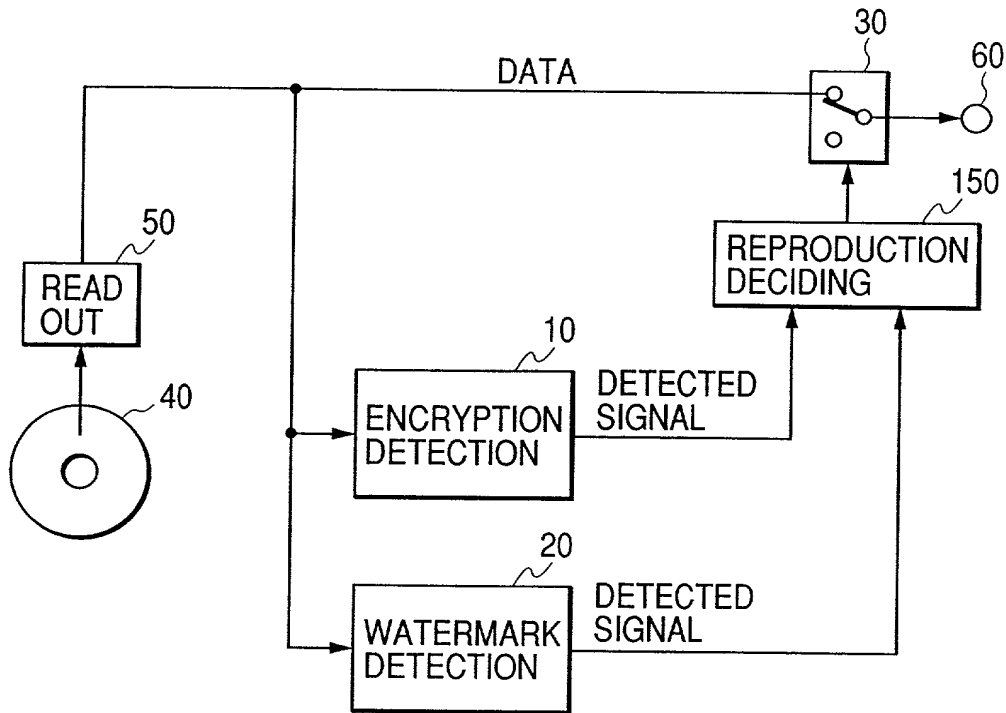 30
60
DATA
150
50
REPRODUCTION
DECIDING
READ
OUT
10
40
DETECTED
SIGNAL
ENCRYPTION
DETECTION
20
DETECTED
SIGNAL
WATERMARK
DETECTION